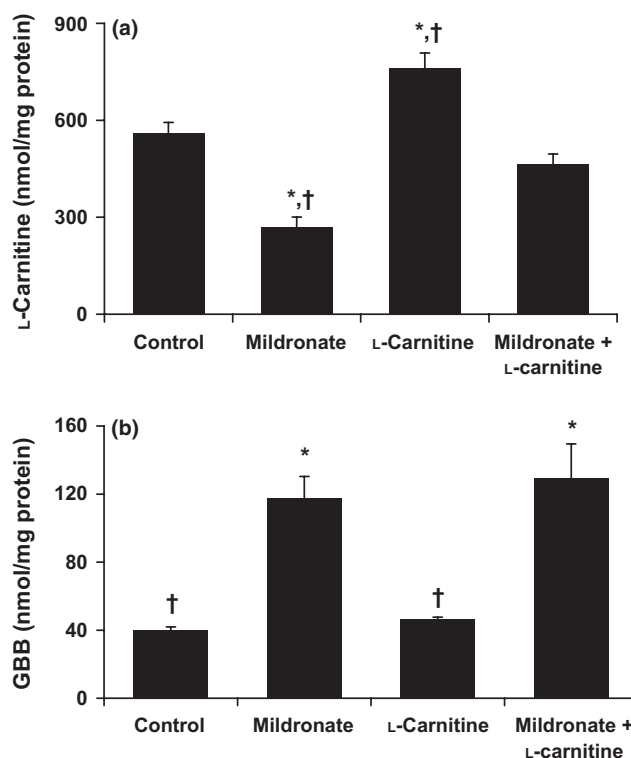 (a)
L-Carnitine (nmol/mg protein)
900
600
300
0
*,†
*,†
Control Mildronate L-Carnitine Mildronate +
L-carnitine
(b)
GBB (nmol/mg protein)
160
120
80
40
0
†
*
†
*
Control Mildronate L-Carnitine Mildronate +
L-carnitine